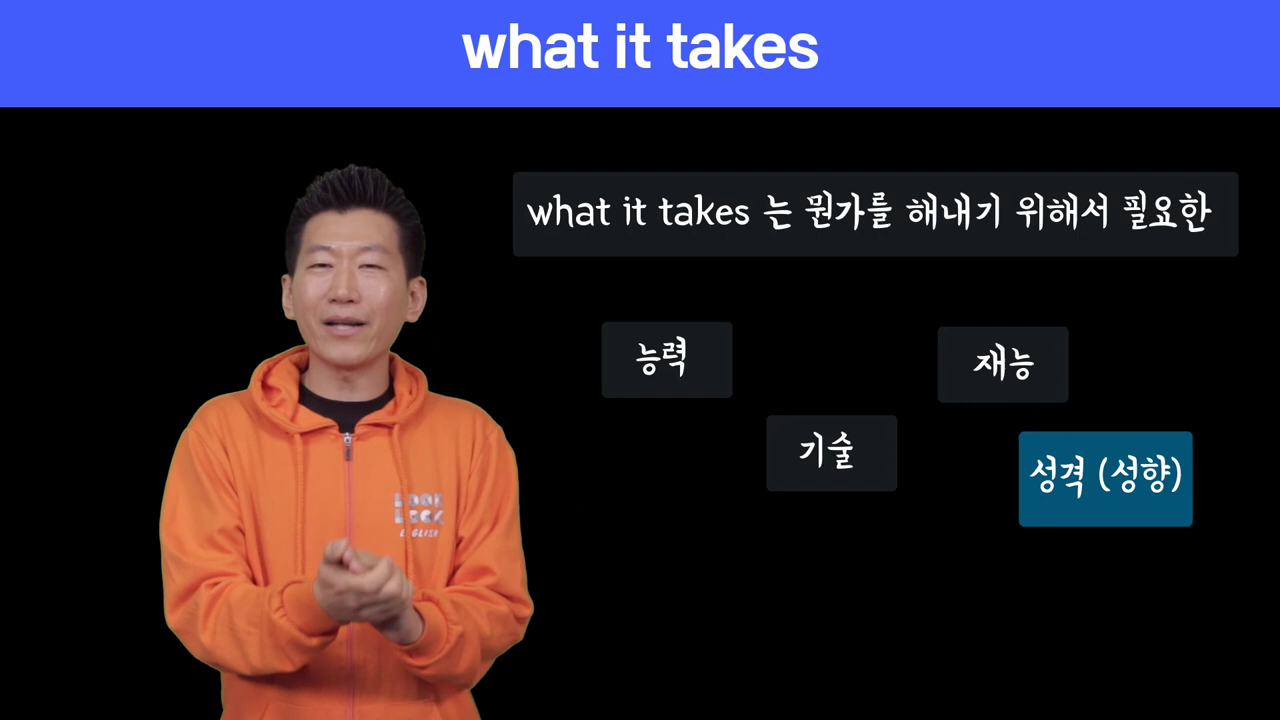 what it takes
what it takes 는 뭔가를 해내기 위해서 필요한
능력
재능
기술
성격 (성향)
ENGLISH